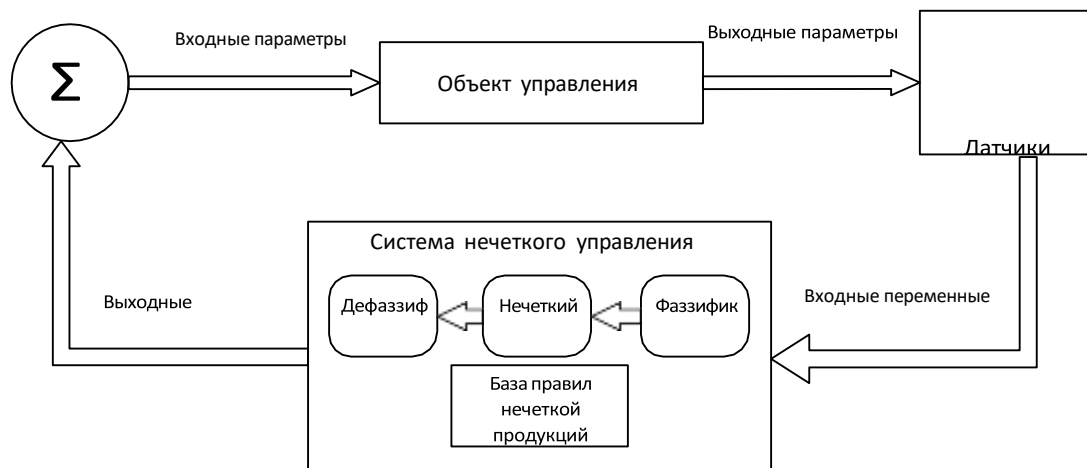 Входные параметры
Выходные параметры
Σ
Объект управления
Датчики
Система нечеткого управления
Дефаззиф
Нечеткий
Фаззифик
Выходные
Входные переменные
База правил
нечеткой
продукций